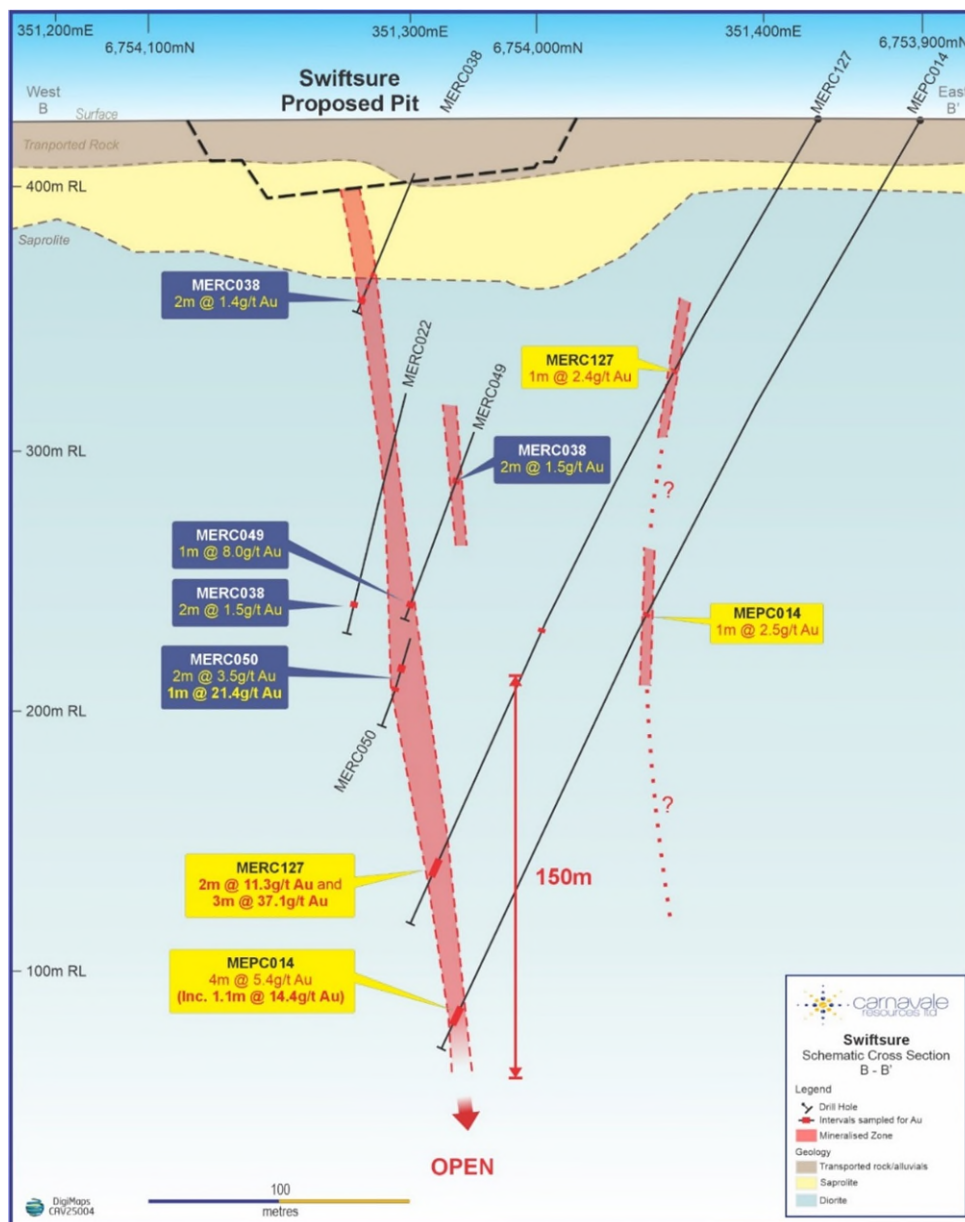 351,200mE
6,754,100mN
351,300mE
6,754,000mN
351,400mE
6,753,900mN
West
B
Surface
Swiftsure
Proposed Pit
MERC038
MERC127
MEPC014
East
B'
Tranported Rock
400m RL
Saprolite
MERC038
2m @ 1.4g/t Au
MERC022
MERC049
MERC127
1m @ 2.4g/t Au
300m RL
MERC038
2m @ 1.5g/t Au
?
MERC049
1m @ 8.0g/t Au
MERC038
2m @ 1.5g/t Au
MEPC014
1m @ 2.5g/t Au
MERC050
2m @ 3.5g/t Au
1m @ 21.4g/t Au
200m RL
MERC050
?
MERC127
2m @ 11.3g/t Au and
3m @ 37.1g/t Au
150m
MEPC014
4m @ 5.4g/t Au
(Inc. 1.1m @ 14.4g/t Au)
100m RL
OPEN
carnavale
resources ltd
Swiftsure
Schematic Cross Section
B - B'
Legend
Drill Hole
Intervals sampled for Au
Mineralised Zone
Geology
Transported rock/alluvials
Saprolite
Diorite
DigiMaps
CAV25004
100
metres